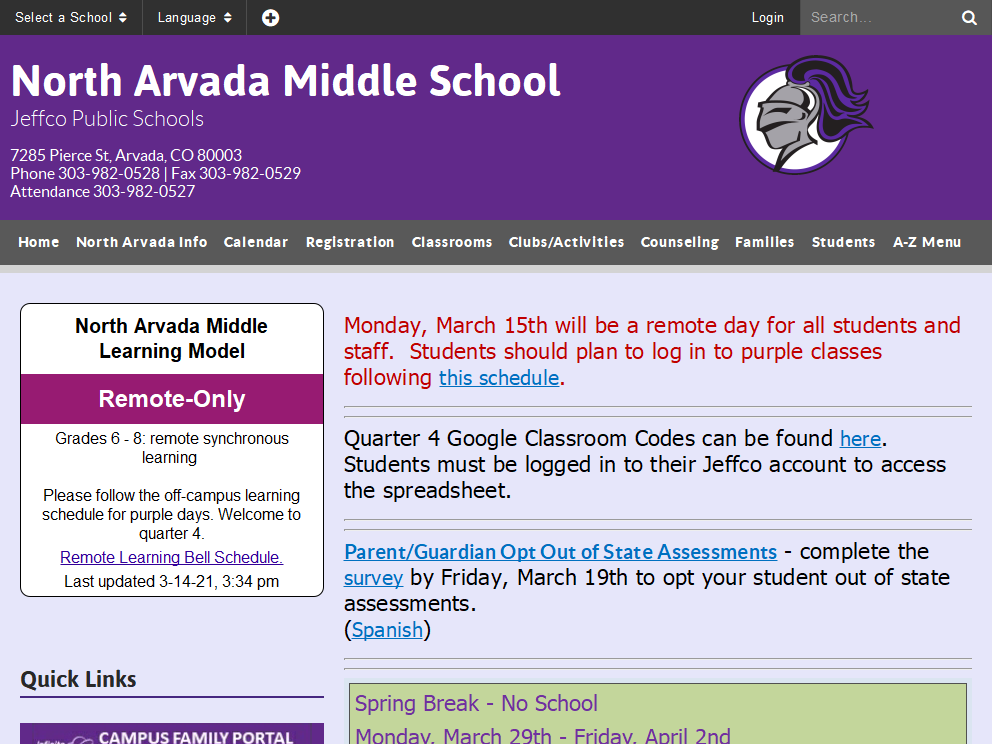 Select a School
Language
Login
Search...
North Arvada Middle School
Jeffco Public Schools
7285 Pierce St, Arvada, CO 80003
Phone 303-982-0528 | Fax 303-982-0529
Attendance 303-982-0527
Home North Arvada Info Calendar Registration Classrooms Clubs/Activities Counseling Families Students A-Z Menu
North Arvada Middle
Learning Model
Remote-Only
Grades 6 - 8: remote synchronous
learning
Please follow the off-campus learning
schedule for purple days. Welcome to
quarter 4.
Remote Learning Bell Schedule.
Last updated 3-14-21, 3:34 pm
Quick Links
Infinite CAMPUS FAMILY PORTAL
Monday, March 15th will be a remote day for all students and
staff. Students should plan to log in to purple classes
following this schedule.
Quarter 4 Google Classroom Codes can be found here.
Students must be logged in to their Jeffco account to access
the spreadsheet.
Parent/Guardian Opt Out of State Assessments - complete the
survey by Friday, March 19th to opt your student out of state
assessments.
(Spanish)
Spring Break - No School
Monday, March 29th - Friday, April 2nd